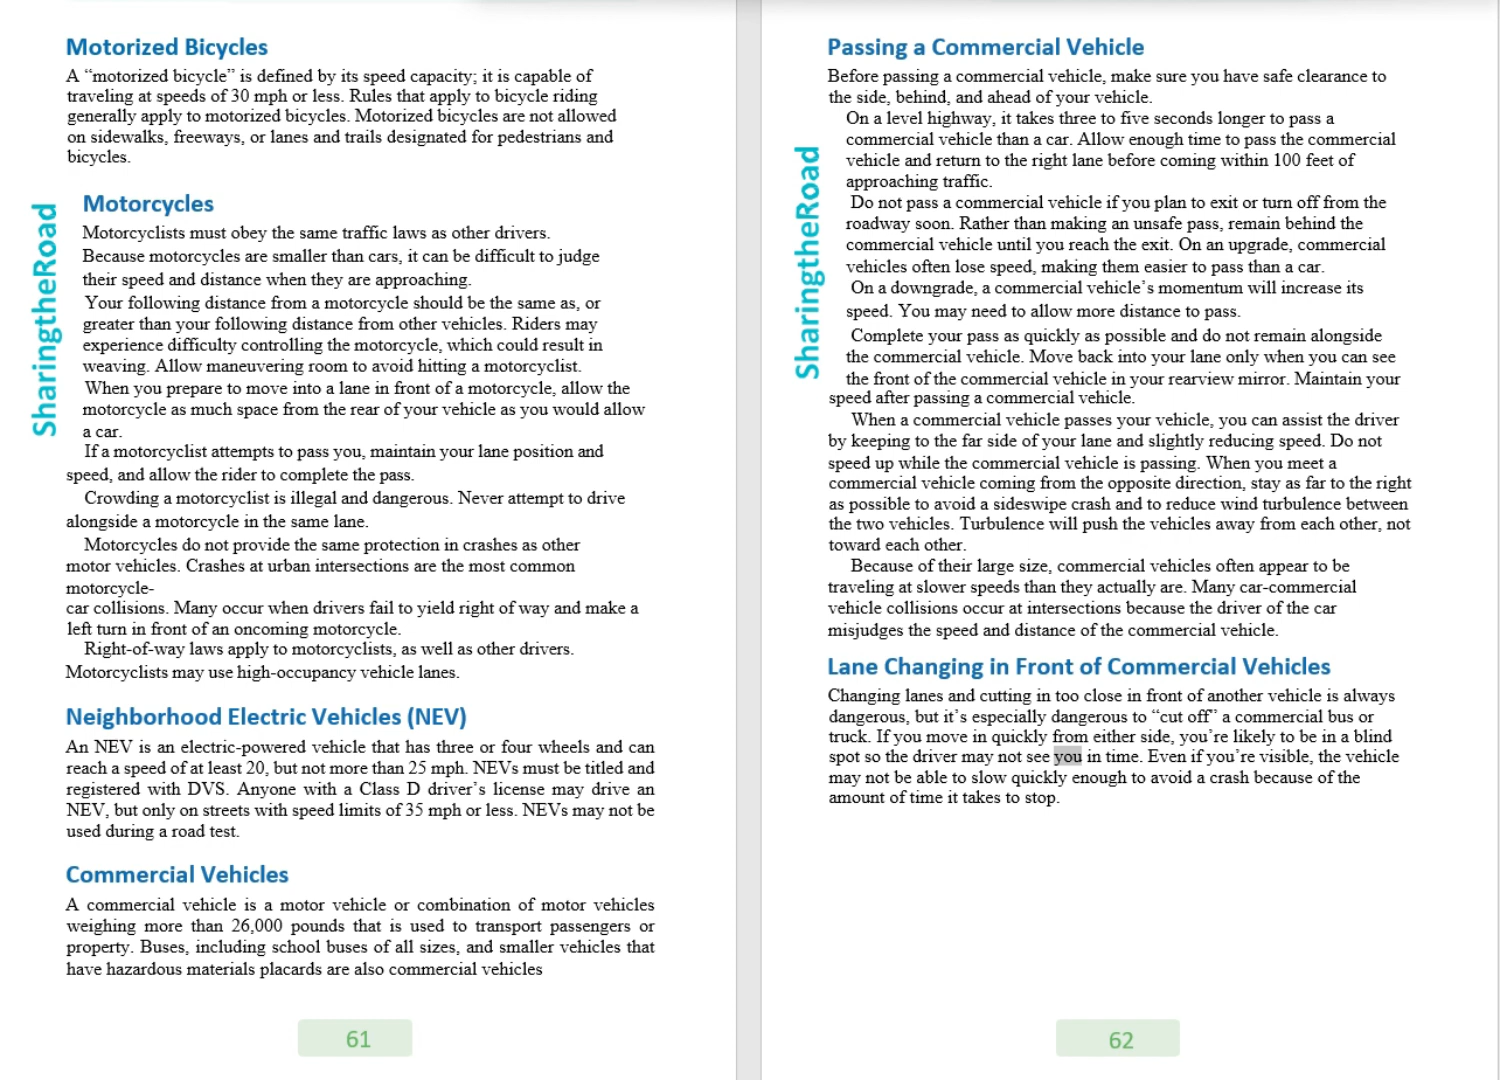 Motorized Bicycles
A “motorized bicycle” is defined by its speed capacity; it is capable of
traveling at speeds of 30 mph or less. Rules that apply to bicycle riding
generally apply to motorized bicycles. Motorized bicycles are not allowed
on sidewalks, freeways, or lanes and trails designated for pedestrians and
bicycles.
SharingtheRoad
Motorcycles
Motorcyclists must obey the same traffic laws as other drivers.
Because motorcycles are smaller than cars, it can be difficult to judge
their speed and distance when they are approaching.
Your following distance from a motorcycle should be the same as, or
greater than your following distance from other vehicles. Riders may
experience difficulty controlling the motorcycle, which could result in
weaving. Allow maneuvering room to avoid hitting a motorcyclist.
When you prepare to move into a lane in front of a motorcycle, allow the
motorcycle as much space from the rear of your vehicle as you would allow
a car.
If a motorcyclist attempts to pass you, maintain your lane position and
speed, and allow the rider to complete the pass.
Crowding a motorcyclist is illegal and dangerous. Never attempt to drive
alongside a motorcycle in the same lane.
Motorcycles do not provide the same protection in crashes as other
motor vehicles. Crashes at urban intersections are the most common
motorcycle-
car collisions. Many occur when drivers fail to yield right of way and make a
left turn in front of an oncoming motorcycle.
Right-of-way laws apply to motorcyclists, as well as other drivers.
Motorcyclists may use high-occupancy vehicle lanes.
Neighborhood Electric Vehicles (NEV)
An NEV is an electric-powered vehicle that has three or four wheels and can
reach a speed of at least 20, but not more than 25 mph. NEVs must be titled and
registered with DVS. Anyone with a Class D driver’s license may drive an
NEV, but only on streets with speed limits of 35 mph or less. NEVs may not be
used during a road test.
Commercial Vehicles
A commercial vehicle is a motor vehicle or combination of motor vehicles
weighing more than 26,000 pounds that is used to transport passengers or
property. Buses, including school buses of all sizes, and smaller vehicles that
have hazardous materials placards are also commercial vehicles
61
Passing a Commercial Vehicle
Before passing a commercial vehicle, make sure you have safe clearance to
the side, behind, and ahead of your vehicle.
On a level highway, it takes three to five seconds longer to pass a
commercial vehicle than a car. Allow enough time to pass the commercial
vehicle and return to the right lane before coming within 100 feet of
approaching traffic.
SharingtheRoad
Do not pass a commercial vehicle if you plan to exit or turn off from the
roadway soon. Rather than making an unsafe pass, remain behind the
commercial vehicle until you reach the exit. On an upgrade, commercial
vehicles often lose speed, making them easier to pass than a car.
On a downgrade, a commercial vehicle’s momentum will increase its
speed. You may need to allow more distance to pass.
Complete your pass as quickly as possible and do not remain alongside
the commercial vehicle. Move back into your lane only when you can see
the front of the commercial vehicle in your rearview mirror. Maintain your
speed after passing a commercial vehicle.
When a commercial vehicle passes your vehicle, you can assist the driver
by keeping to the far side of your lane and slightly reducing speed. Do not
speed up while the commercial vehicle is passing. When you meet a
commercial vehicle coming from the opposite direction, stay as far to the right
as possible to avoid a sideswipe crash and to reduce wind turbulence between
the two vehicles. Turbulence will push the vehicles away from each other, not
toward each other.
Because of their large size, commercial vehicles often appear to be
traveling at slower speeds than they actually are. Many car-commercial
vehicle collisions occur at intersections because the driver of the car
misjudges the speed and distance of the commercial vehicle.
Lane Changing in Front of Commercial Vehicles
Changing lanes and cutting in too close in front of another vehicle is always
dangerous, but it’s especially dangerous to “cut off” a commercial bus or
truck. If you move in quickly from either side, you’re likely to be in a blind
spot so the driver may not see you in time. Even if you’re visible, the vehicle
may not be able to slow quickly enough to avoid a crash because of the
amount of time it takes to stop.
62